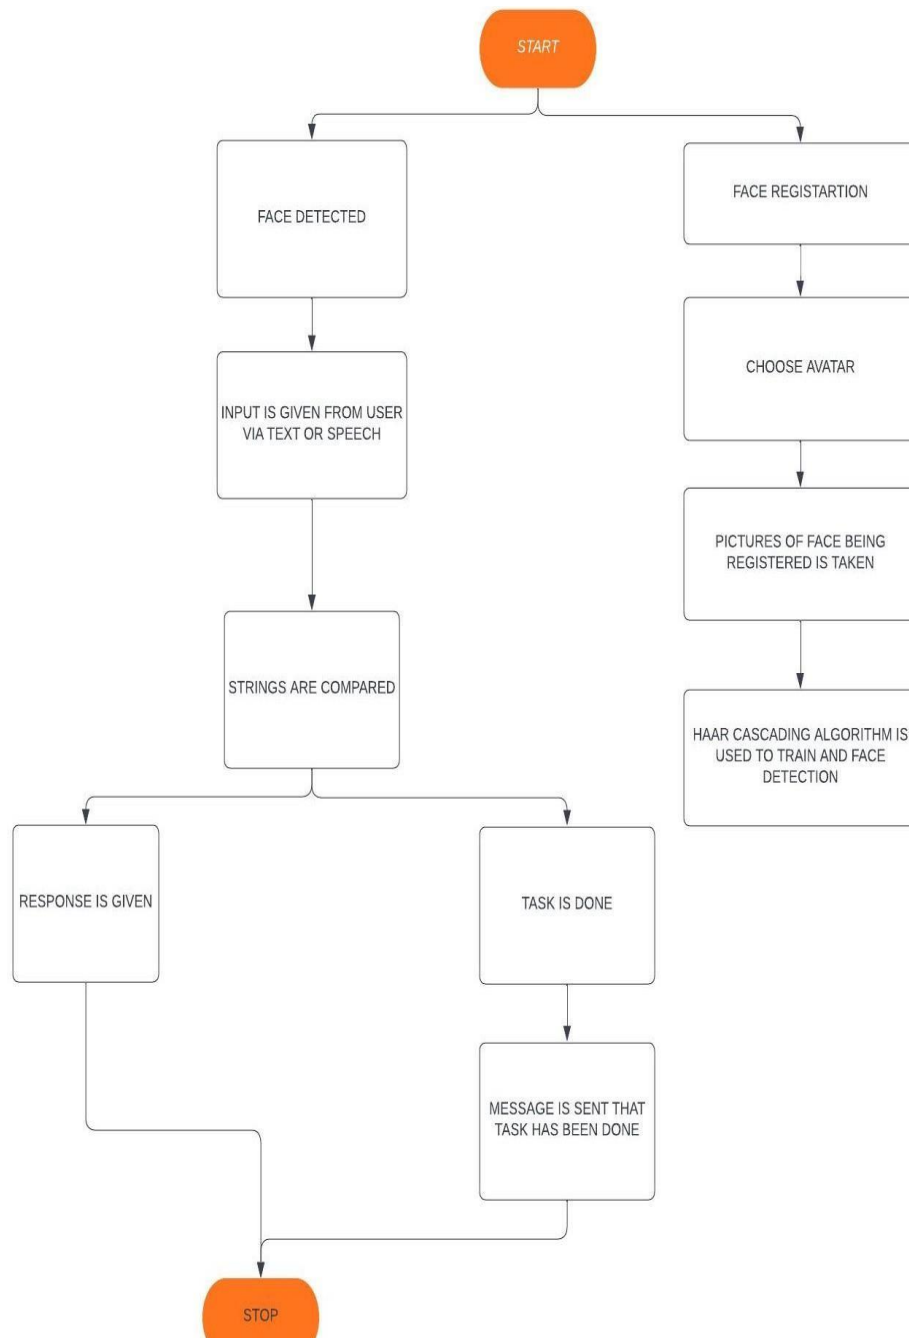 START
FACE DETECTED
FACE REGISTARTION
INPUT IS GIVEN FROM USER
VIA TEXT OR SPEECH
CHOOSE AVATAR
PICTURES OF FACE BEING
REGISTERED IS TAKEN
STRINGS ARE COMPARED
HAAR CASCADING ALGORITHM IS
USED TO TRAIN AND FACE
DETECTION
RESPONSE IS GIVEN
TASK IS DONE
MESSAGE IS SENT THAT
TASK HAS BEEN DONE
STOP